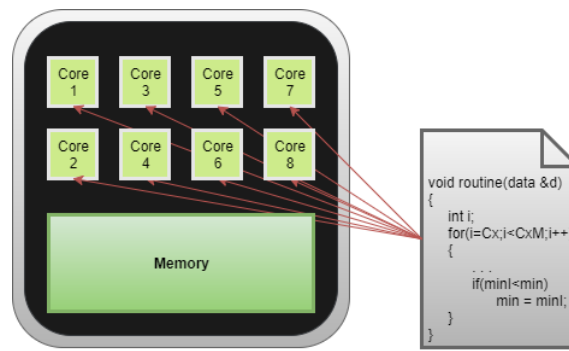 Core
1
Core
3
Core
5
Core
7
Core
2
Core
4
Core
6
Core
8
Memory
void routine(data &d)
{
int i;
for(i=Cx;i<CxM;i++
{
. . .
if(minI<min)
min = minI;
}
}